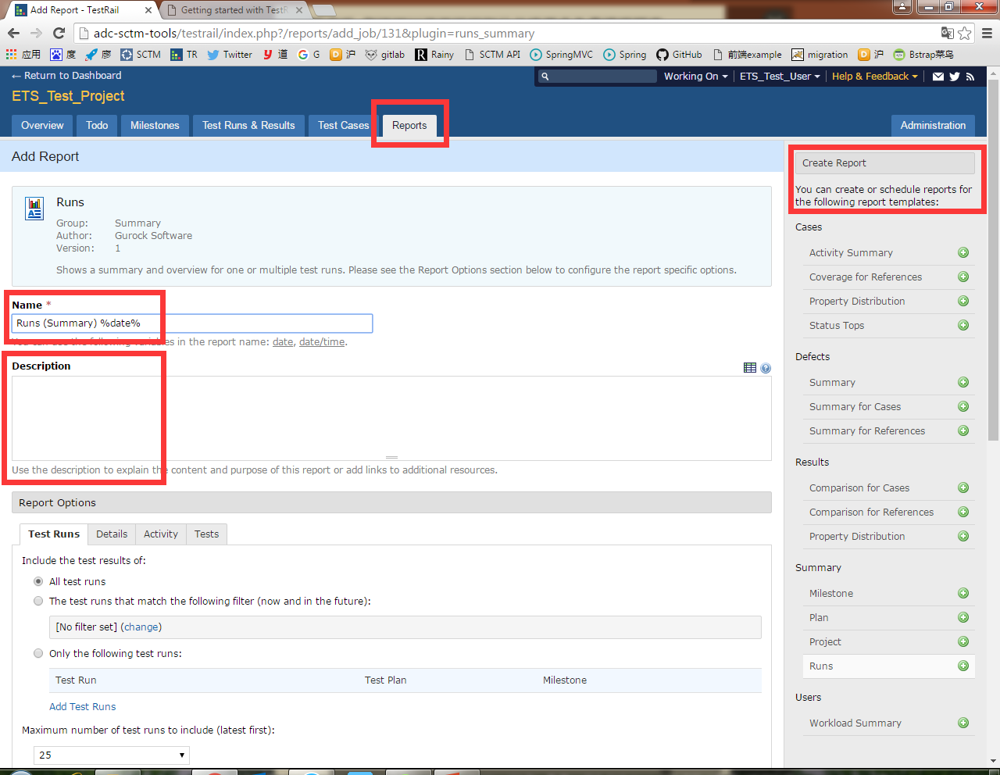 Add Report - TestRail
Getting started with TestR
adc-sctm-tools/testrail/index.php?/reports/add_job/131&plugin=runs_summary
应用 度 廖 SCTM TR Twitter 道 G 沪 gitlab Rainy SCTM API SpringMVC Spring GitHub 前端example migration 沪 Bstrap菜鸟
← Return to Dashboard
Working On ETS_Test_User Help & Feedback
ETS_Test_Project
Overview Todo Milestones Test Runs & Results Test Cases Reports Administration
Add Report
Runs
Group: Summary
Author: Gurock Software
Version: 1
Shows a summary and overview for one or multiple test runs. Please see the Report Options section below to configure the report specific options.
Name *
Runs (Summary) %date%
You can use the following variables in the report name: date, date/time.
Description
Use the description to explain the content and purpose of this report or add links to additional resources.
Report Options
Test Runs Details Activity Tests
Include the test results of:
All test runs
The test runs that match the following filter (now and in the future):
[No filter set] (change)
Only the following test runs:
Test Run Test Plan Milestone
Add Test Runs
Maximum number of test runs to include (latest first):
25
Create Report
You can create or schedule reports for
the following report templates:
Cases
Activity Summary
Coverage for References
Property Distribution
Status Tops
Defects
Summary
Summary for Cases
Summary for References
Results
Comparison for Cases
Comparison for References
Property Distribution
Summary
Milestone
Plan
Project
Runs
Users
Workload Summary